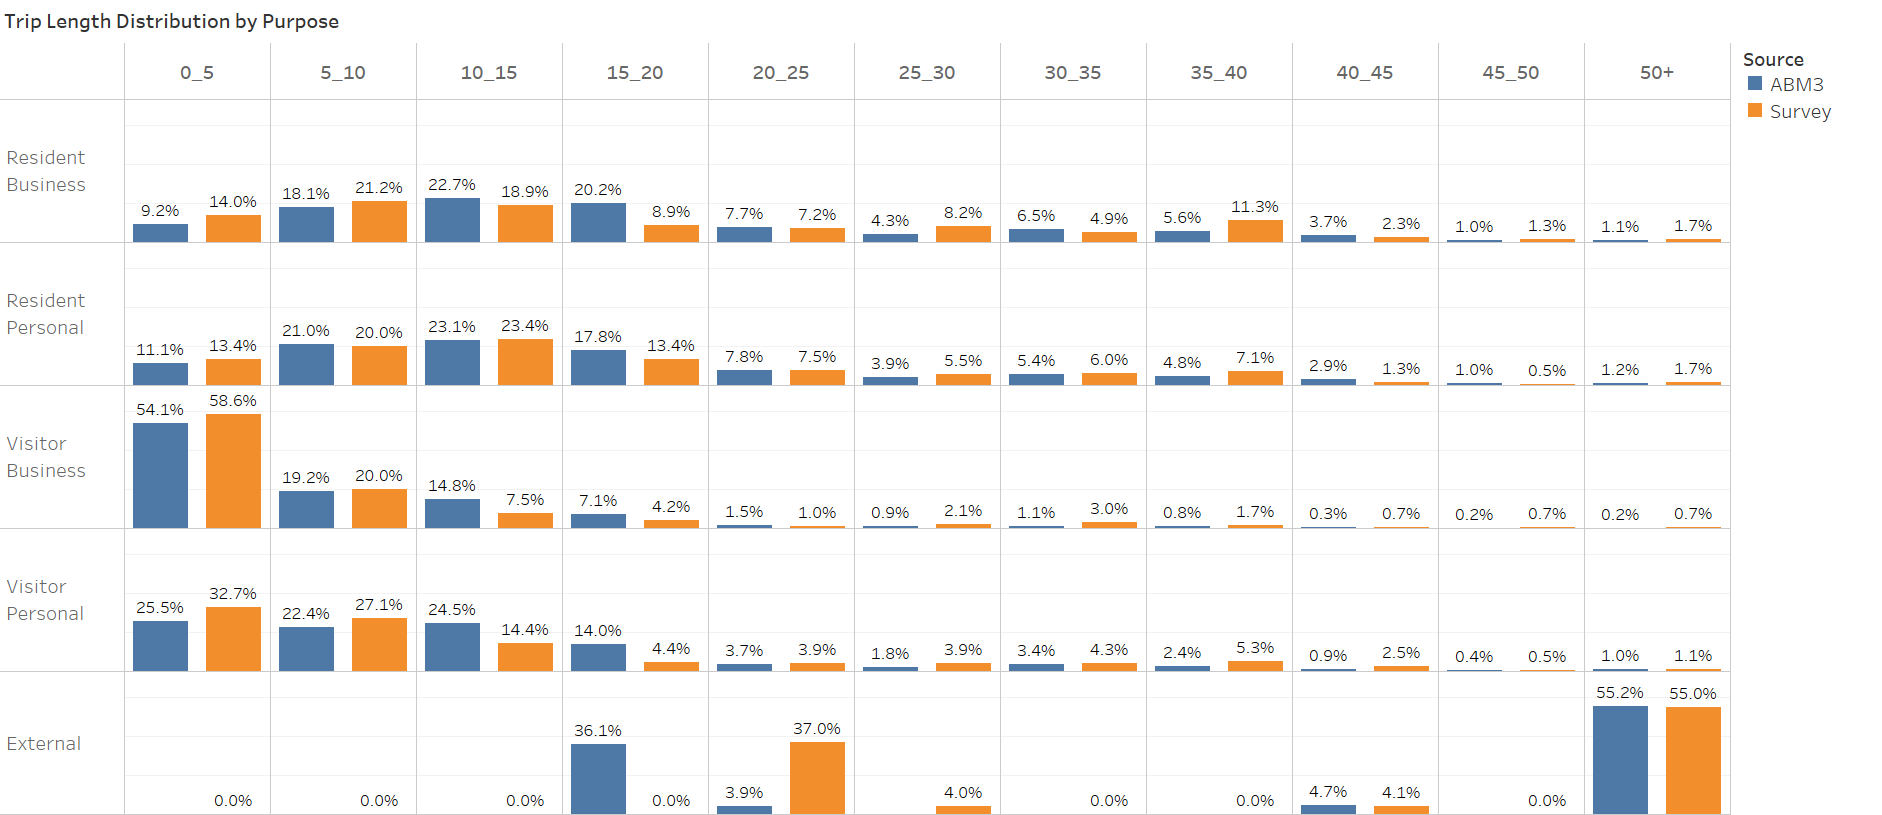 Trip Length Distribution by Purpose
0_5 5_10 10_15 15_20 20_25 25_30 30_35 35_40 40_45 45_50 50+
Source
ABM3
Survey
Resident
Business
9.2% 14.0% 18.1% 21.2% 22.7% 18.9% 20.2% 8.9% 7.7% 7.2% 4.3% 8.2% 6.5% 4.9% 5.6% 11.3% 3.7% 2.3% 1.0% 1.3% 1.1% 1.7%
Resident
Personal
11.1% 13.4% 21.0% 20.0% 23.1% 23.4% 17.8% 13.4% 7.8% 7.5% 3.9% 5.5% 5.4% 6.0% 4.8% 7.1% 2.9% 1.3% 1.0% 0.5% 1.2% 1.7%
Visitor
Business
54.1% 58.6% 19.2% 20.0% 14.8% 7.5% 7.1% 4.2% 1.5% 1.0% 0.9% 2.1% 1.1% 3.0% 0.8% 1.7% 0.3% 0.7% 0.2% 0.7% 0.2% 0.7%
Visitor
Personal
25.5% 32.7% 22.4% 27.1% 24.5% 14.4% 14.0% 4.4% 3.7% 3.9% 1.8% 3.9% 3.4% 4.3% 2.4% 5.3% 0.9% 2.5% 0.4% 0.5% 1.0% 1.1%
External
0.0% 0.0% 0.0% 36.1% 0.0% 3.9% 37.0% 4.0% 0.0% 0.0% 4.7% 4.1% 0.0% 55.2% 55.0%